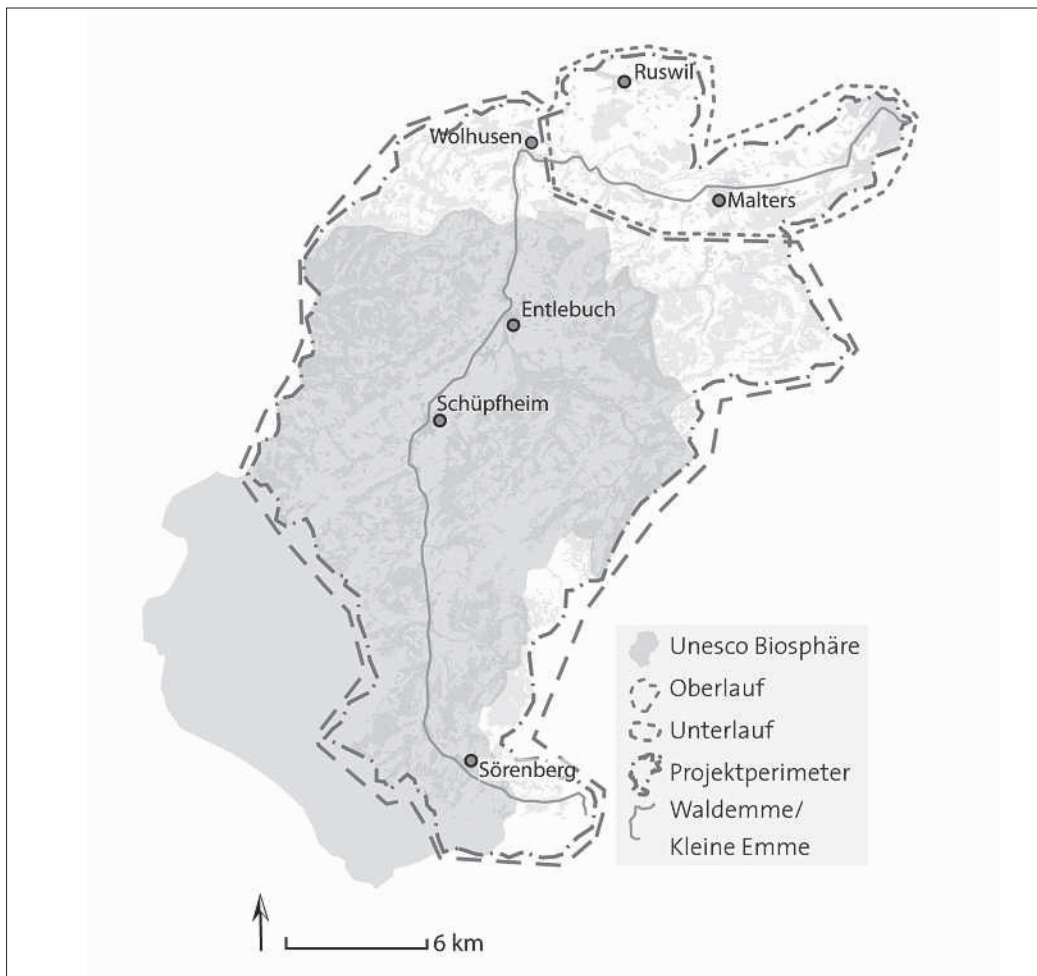 Ruswil
Wolhusen
Malters
Entlebuch
Schüpfheim
Sörenberg
Unesco Biosphäre
Oberlauf
Unterlauf
Projektperimeter
Waldemme/
Kleine Emme
6 km